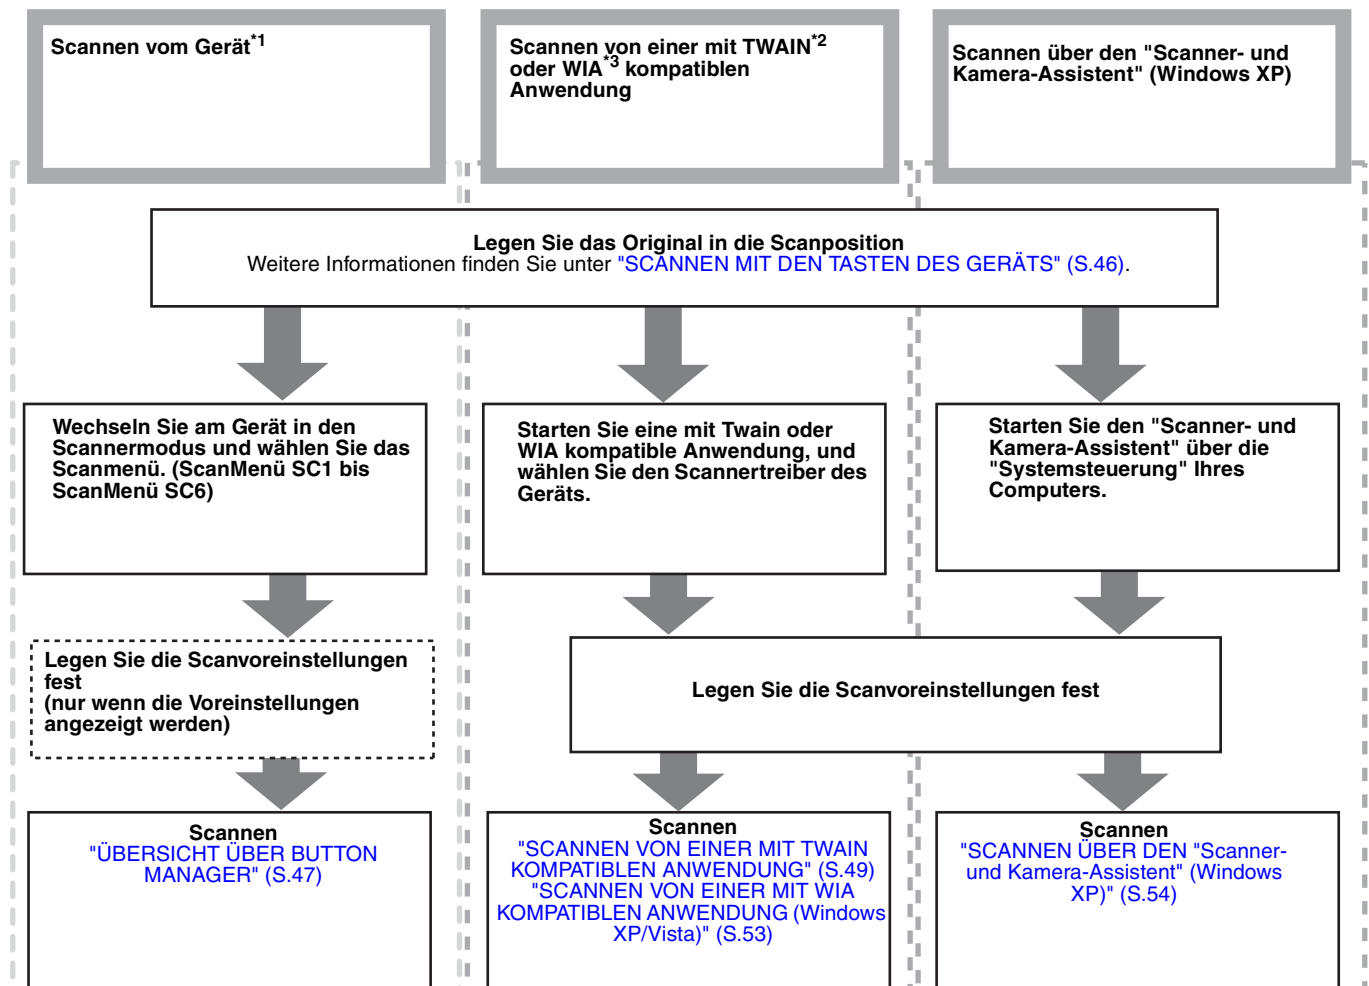 Scannen vom Gerät*1
Scannen von einer mit TWAIN*2
oder WIA*3 kompatiblen
Anwendung
Scannen über den "Scanner- und
Kamera-Assistent" (Windows XP)
Legen Sie das Original in die Scanposition
Weitere Informationen finden Sie unter "SCANNEN MIT DEN TASTEN DES GERÄTS" (S.46).
Wechseln Sie am Gerät in den
Scannermodus und wählen Sie das
Scanmenü. (ScanMenü SC1 bis
ScanMenü SC6)
Starten Sie eine mit Twain oder
WIA kompatible Anwendung, und
wählen Sie den Scannertreiber des
Geräts.
Starten Sie den "Scanner- und
Kamera-Assistent" über die
"Systemsteuerung" Ihres
Computers.
Legen Sie die Scanvoreinstellungen
fest
(nur wenn die Voreinstellungen
angezeigt werden)
Legen Sie die Scanvoreinstellungen fest
Scannen
"ÜBERSICHT ÜBER BUTTON
MANAGER" (S.47)
Scannen
"SCANNEN VON EINER MIT TWAIN
KOMPATIBLEN ANWENDUNG" (S.49)
"SCANNEN VON EINER MIT WIA
KOMPATIBLEN ANWENDUNG (Windows
XP/Vista)" (S.53)
Scannen
"SCANNEN ÜBER DEN "Scanner-
und Kamera-Assistent" (Windows
XP)" (S.54)